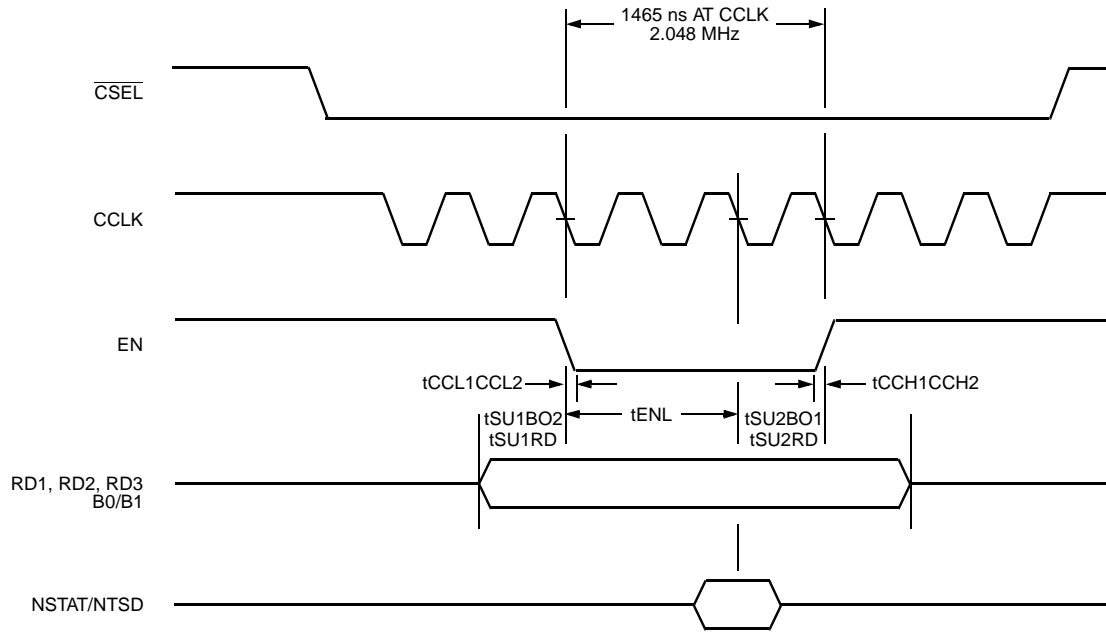 1465 ns AT CCLK
2.048 MHz
CSEL
CCLK
EN
tCCL1CCL2
tCCH1CCH2
tSU1BO2
tENL
tSU2BO1
tSU1RD
tSU2RD
RD1, RD2, RD3
B0/B1
NSTAT/NTSD